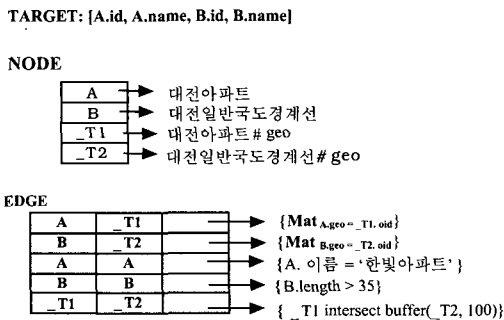 TARGET: [A.id, A.name, B.id, B.name]
NODE
A 대전아파트
B 대전일반국도경계선
_T1 대전아파트# geo
_T2 대전일반국도경계선# geo
EDGE
A _T1 {Mat A.geo = _T1. oid}
B _T2 {Mat B.geo = _T2. oid}
A A {A. 이름 = ‘한빛아파트’ }
B B {B.length > 35}
_T1 _T2 { _T1 intersect buffer(_T2, 100)}